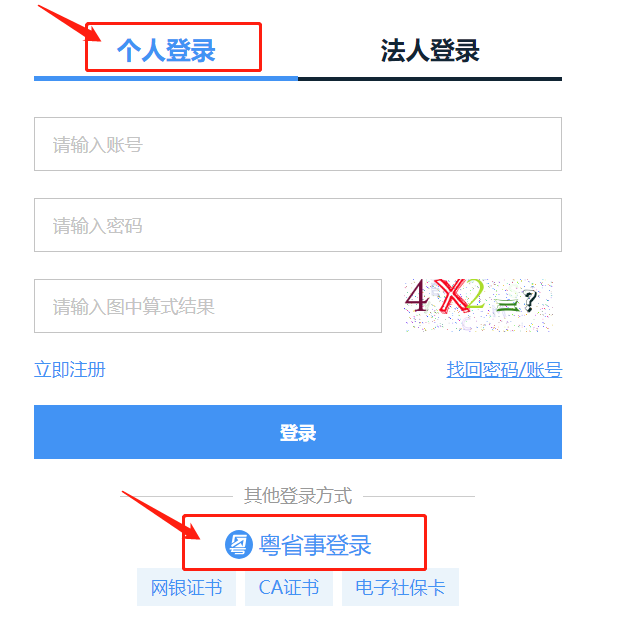 个人登录 法人登录
请输入账号
请输入密码
请输入图中算式结果 4X2=?
立即注册 找回密码/账号
登录
其他登录方式
粤 粤省事登录
网银证书 CA证书 电子社保卡